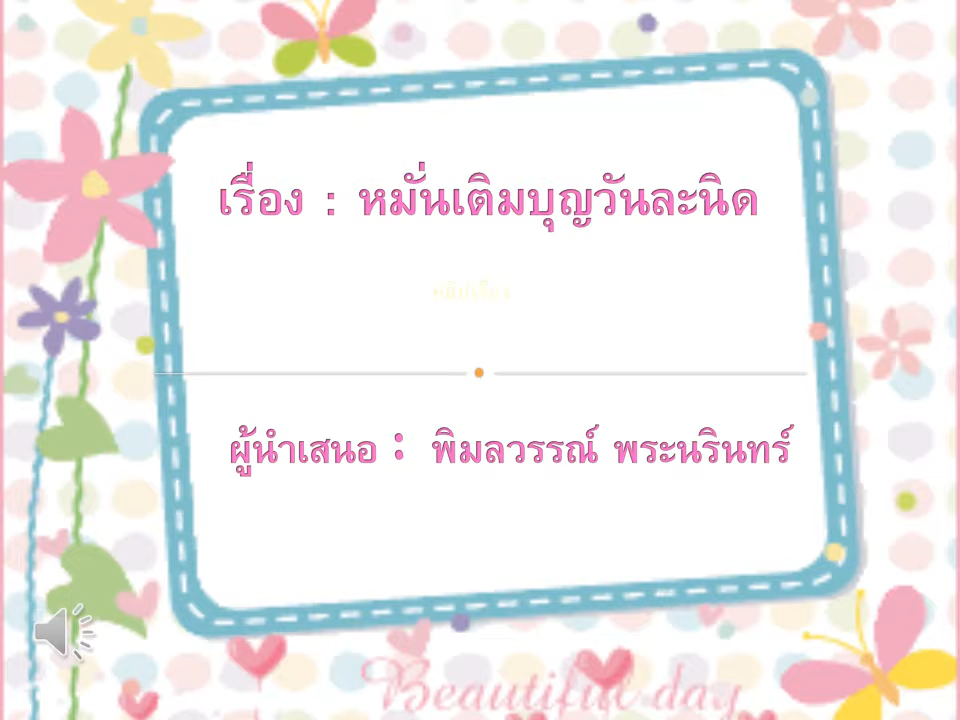 เรื่อง : หมั่นเติมบุญวันละนิด
ผู้นำเสนอ : พิมลวรรณ์ พระนรินทร์
Beautiful day